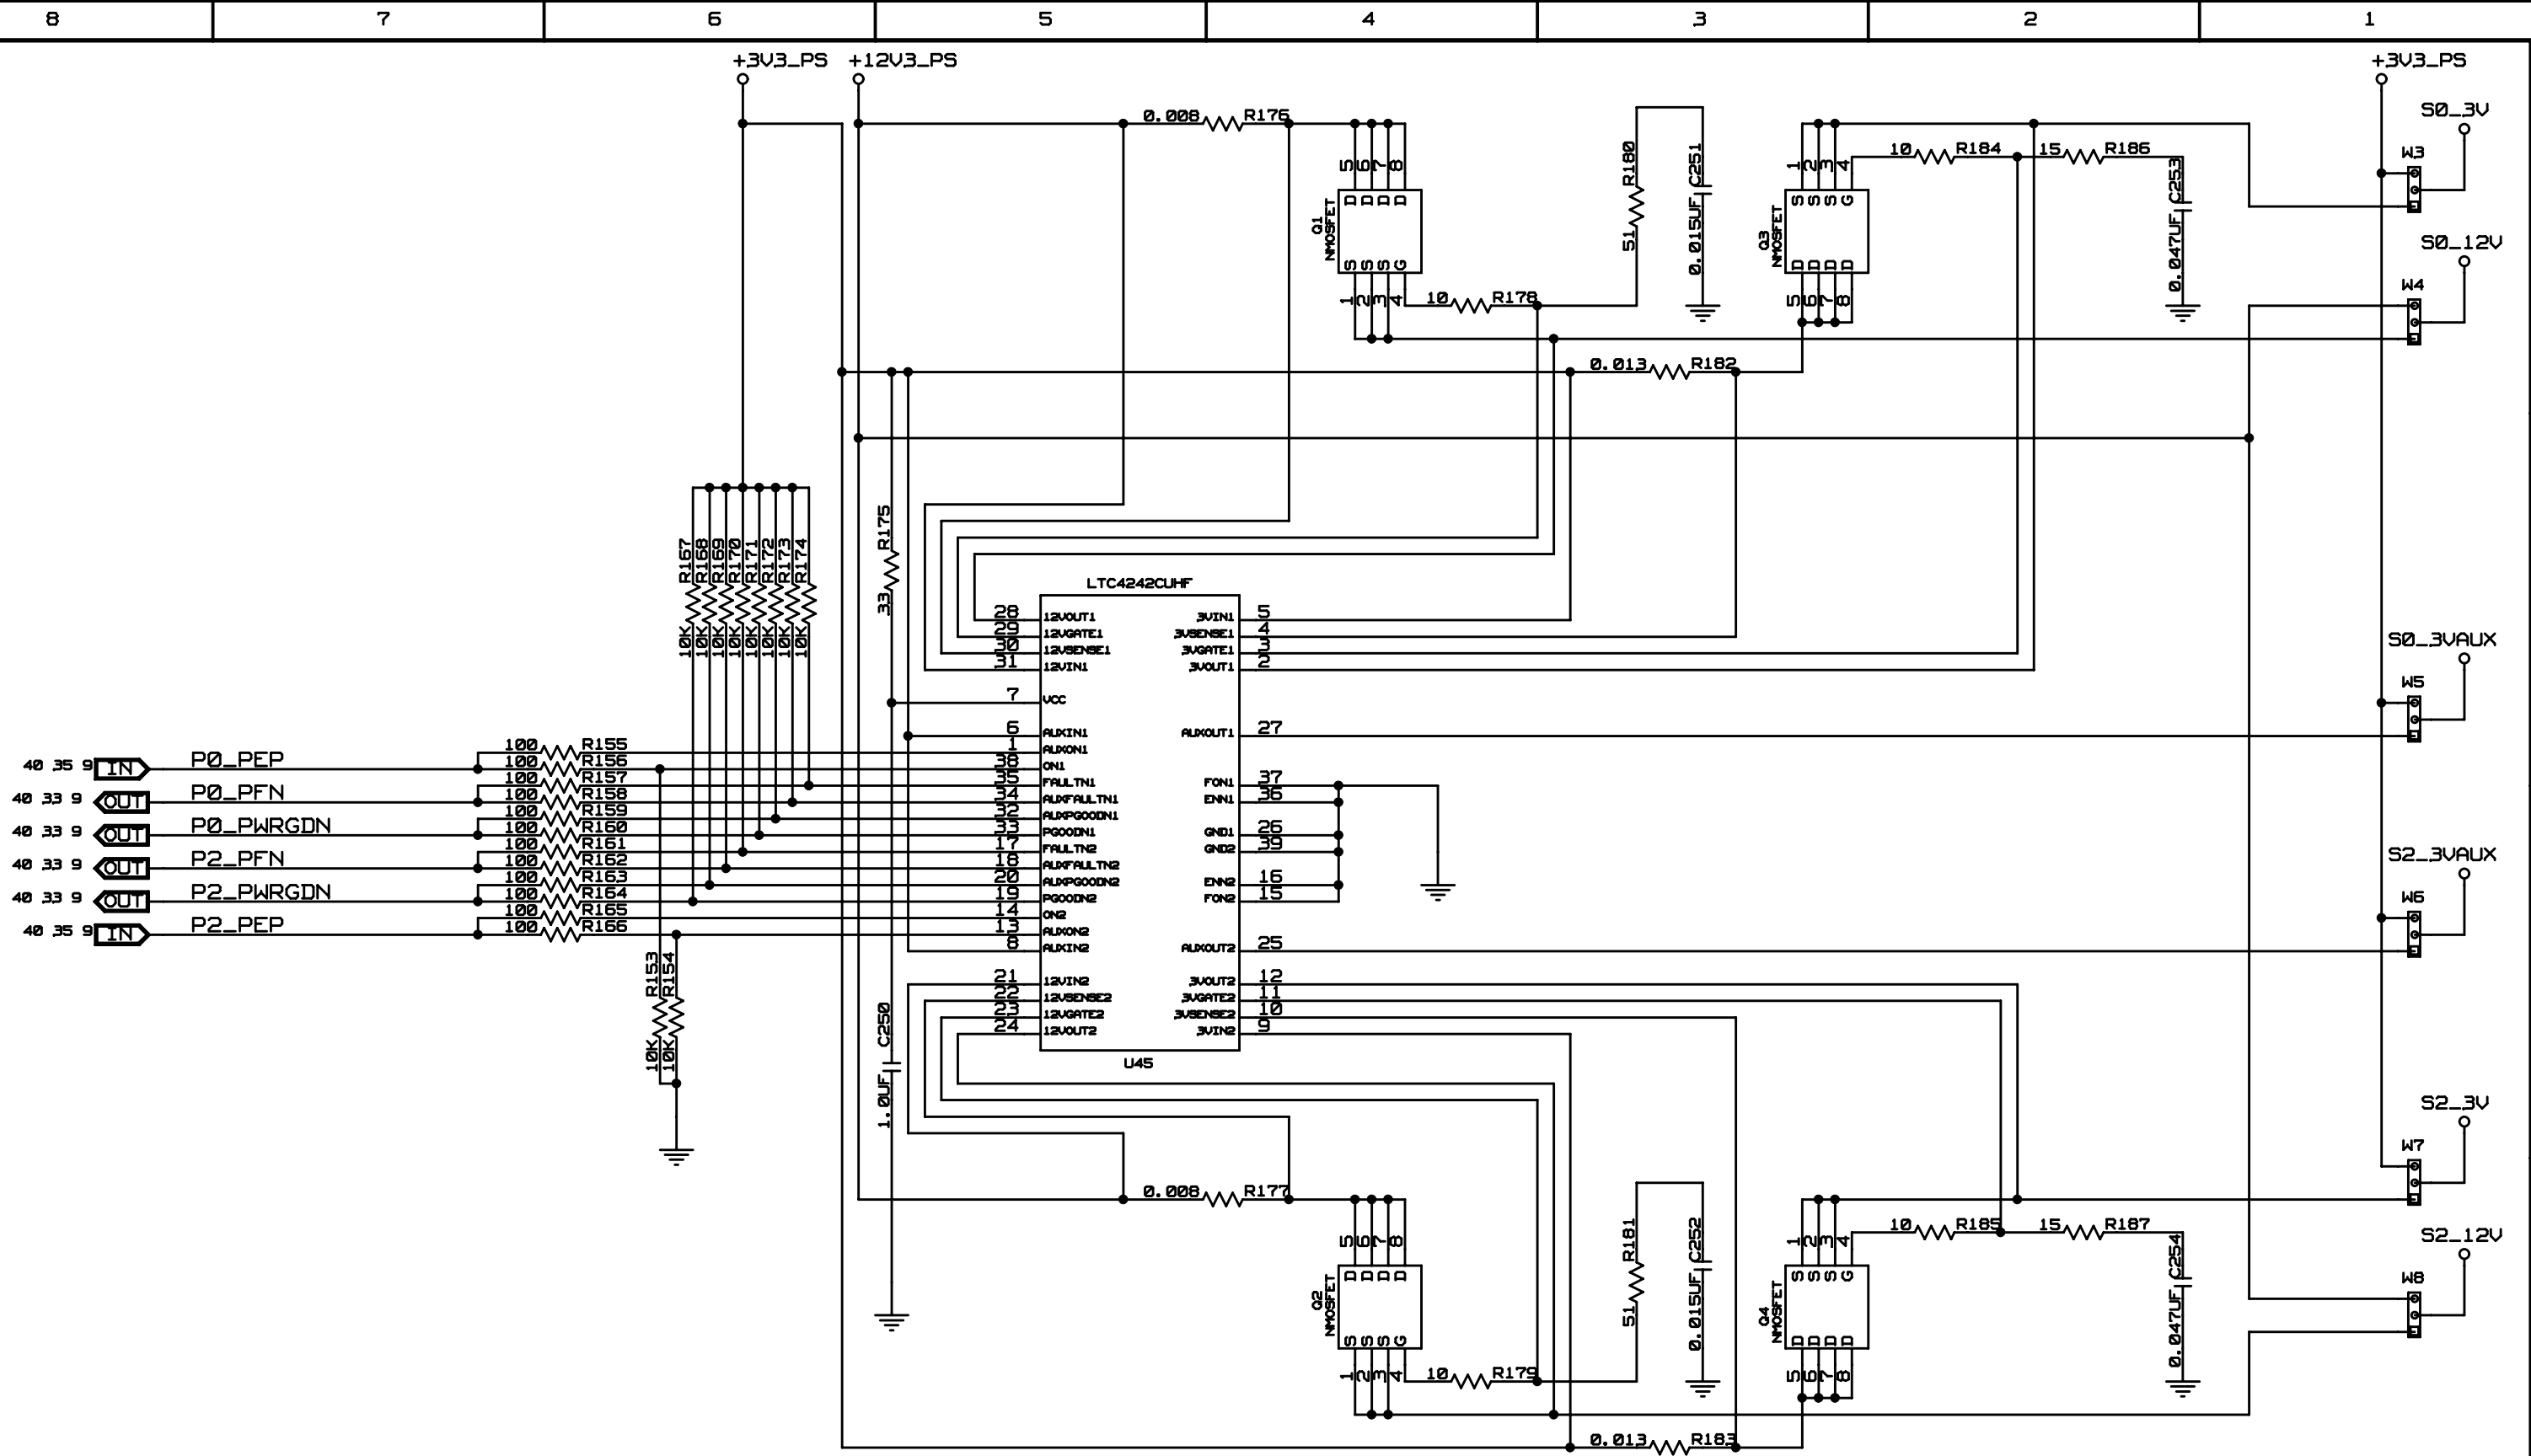 8 7 6 5 4 3 2 1
+3V3_PS +12V3_PS +3V3_PS
S0_3V
0.008 R176
R180 51
C251 0.015UF
10 R184 15 R186
C253 0.047UF
W3
5 6 7 8
D D D D
Q1
NMOSFET
S S S G
1 2 3 4
10 R178
1 2 3 4
S S S G
Q3
NMOSFET
D D D D
5 6 7 8
S0_12V
W4
0.013 R182
R175 33
R167 10K
R168 10K
R169 10K
R170 10K
R171 10K
R172 10K
R173 10K
R174 10K
LTC4242CUHF
28 12VOUT1
29 12VGATE1
30 12VSENSE1
31 12VIN1
7 VCC
6 AUXIN1
1 AUXON1
38 ON1
35 FAULTN1
34 AUXFAULTN1
32 AUXPGOODN1
33 PGOODN1
17 FAULTN2
18 AUXFAULTN2
20 AUXPGOODN2
19 PGOODN2
14 ON2
13 AUXON2
8 AUXIN2
21 12VIN2
22 12VSENSE2
23 12VGATE2
24 12VOUT2
3VIN1 5
3VSENSE1 4
3VGATE1 3
3VOUT1 2
AUXOUT1 27
FON1 37
ENN1 36
GND1 26
GND2 39
ENN2 16
FON2 15
AUXOUT2 25
3VOUT2 12
3VGATE2 11
3VSENSE2 10
3VIN2 9
U45
S0_3VAUX
W5
S2_3VAUX
W6
40 35 9 IN P0_PEP
40 33 9 OUT P0_PFN
40 33 9 OUT P0_PWRGDN
40 33 9 OUT P2_PFN
40 33 9 OUT P2_PWRGDN
40 35 9 IN P2_PEP
100 R155
100 R156
100 R157
100 R158
100 R159
100 R160
100 R161
100 R162
100 R163
100 R164
100 R165
100 R166
R153 10K
R154 10K
C250 1.0UF
S2_3V
W7
0.008 R177
R181 51
C252 0.015UF
10 R185 15 R187
C254 0.047UF
5 6 7 8
D D D D
Q2
NMOSFET
S S S G
1 2 3 4
10 R179
1 2 3 4
S S S G
Q4
NMOSFET
D D D D
5 6 7 8
S2_12V
W8
0.013 R183